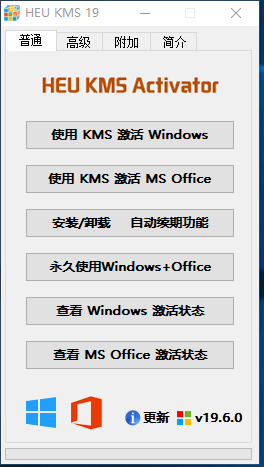 HEU KMS 19
普通 高级 附加 简介
HEU KMS Activator
使用 KMS 激活 Windows
使用 KMS 激活 MS Office
安装/卸载 自动续期功能
永久使用Windows+Office
查看 Windows 激活状态
查看 MS Office 激活状态
更新 v19.6.0